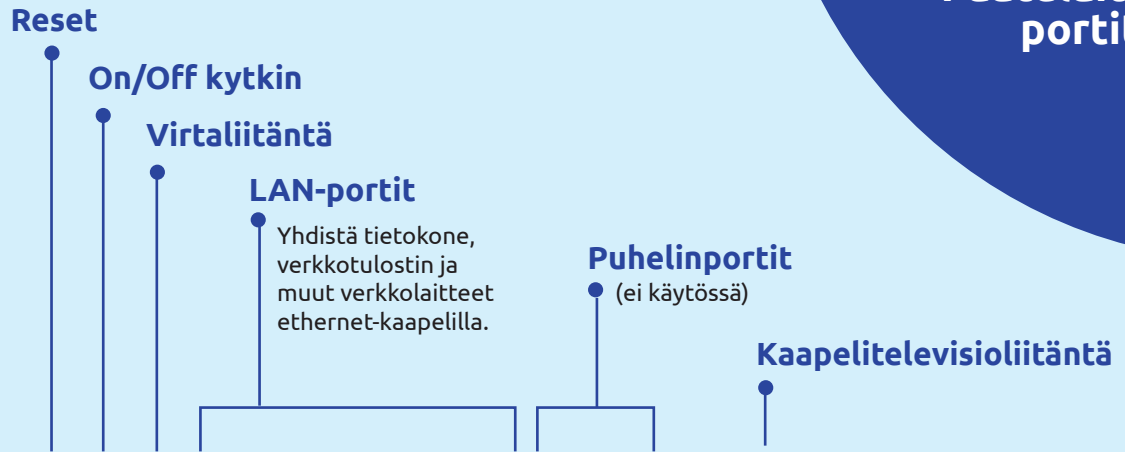 Reset
On/Off kytkin
Virtaliitäntä
LAN-portit
Yhdistä tietokone,
verkkotulostin ja
muut verkkolaitteet
ethernet-kaapelilla.
Puhelinportit
(ei käytössä)
Kaapelitelevisioliitäntä